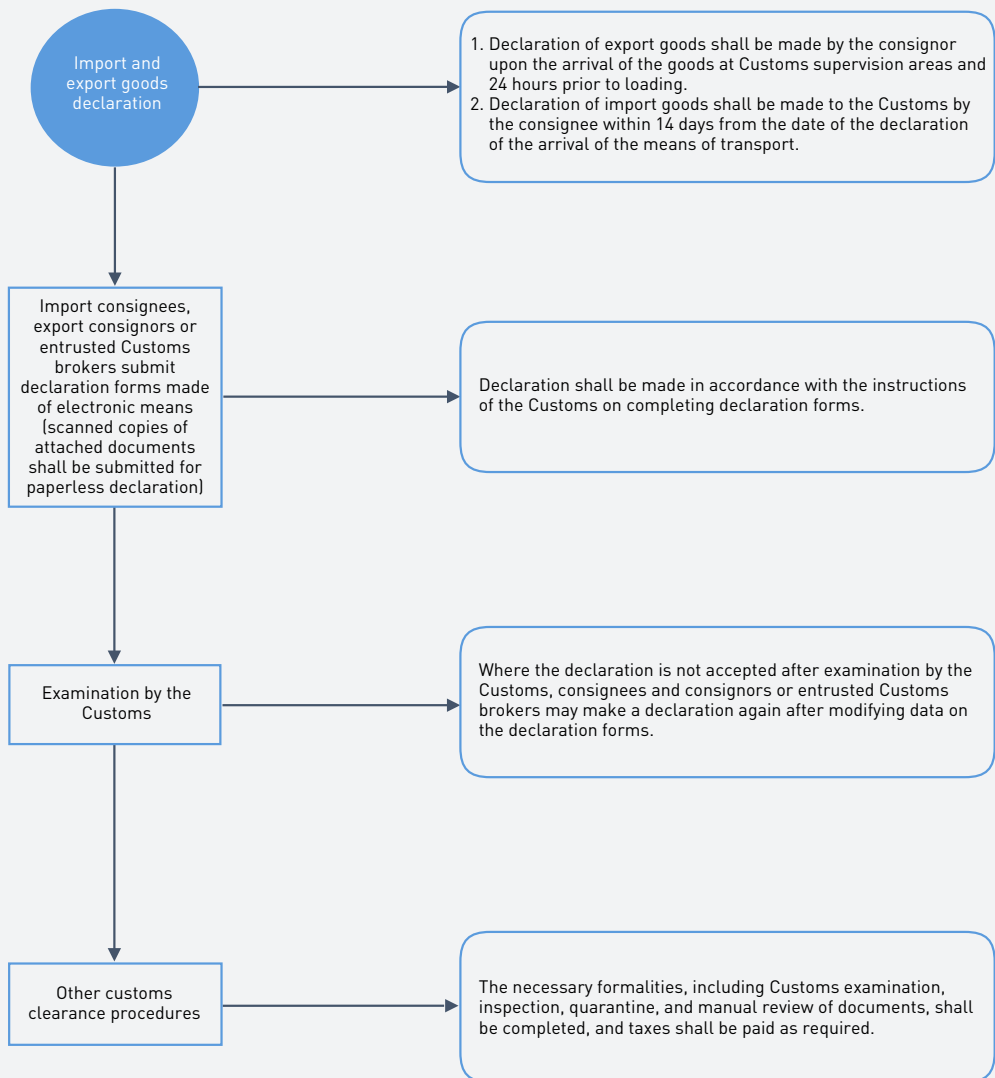 Import and
export goods
declaration
1. Declaration of export goods shall be made by the consignor
upon the arrival of the goods at Customs supervision areas and
24 hours prior to loading.
2. Declaration of import goods shall be made to the Customs by
the consignee within 14 days from the date of the declaration
of the arrival of the means of transport.
Import consignees,
export consignors or
entrusted Customs
brokers submit
declaration forms made
of electronic means
(scanned copies of
attached documents
shall be submitted for
paperless declaration)
Declaration shall be made in accordance with the instructions
of the Customs on completing declaration forms.
Examination by the
Customs
Where the declaration is not accepted after examination by the
Customs, consignees and consignors or entrusted Customs
brokers may make a declaration again after modifying data on
the declaration forms.
Other customs
clearance procedures
The necessary formalities, including Customs examination,
inspection, quarantine, and manual review of documents, shall
be completed, and taxes shall be paid as required.